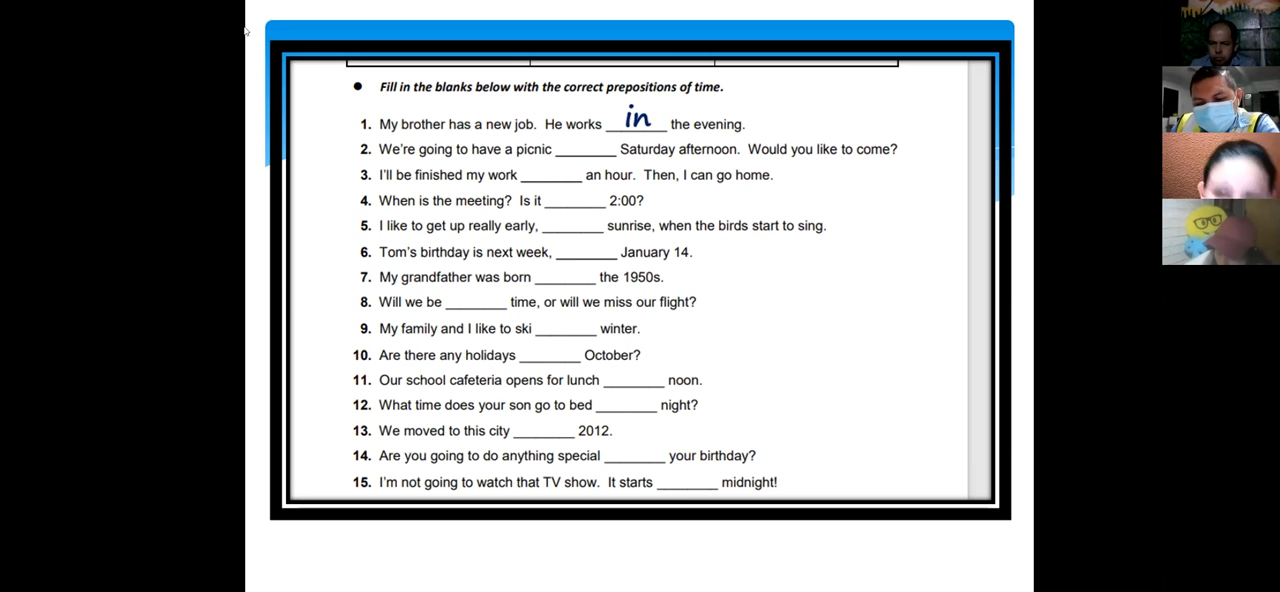 ● Fill in the blanks below with the correct prepositions of time.
1. My brother has a new job. He works in the evening.
2. We're going to have a picnic ________ Saturday afternoon. Would you like to come?
3. I'll be finished my work ________ an hour. Then, I can go home.
4. When is the meeting? Is it ________ 2:00?
5. I like to get up really early, ________ sunrise, when the birds start to sing.
6. Tom's birthday is next week, ________ January 14.
7. My grandfather was born ________ the 1950s.
8. Will we be ________ time, or will we miss our flight?
9. My family and I like to ski ________ winter.
10. Are there any holidays ________ October?
11. Our school cafeteria opens for lunch ________ noon.
12. What time does your son go to bed ________ night?
13. We moved to this city ________ 2012.
14. Are you going to do anything special ________ your birthday?
15. I'm not going to watch that TV show. It starts ________ midnight!